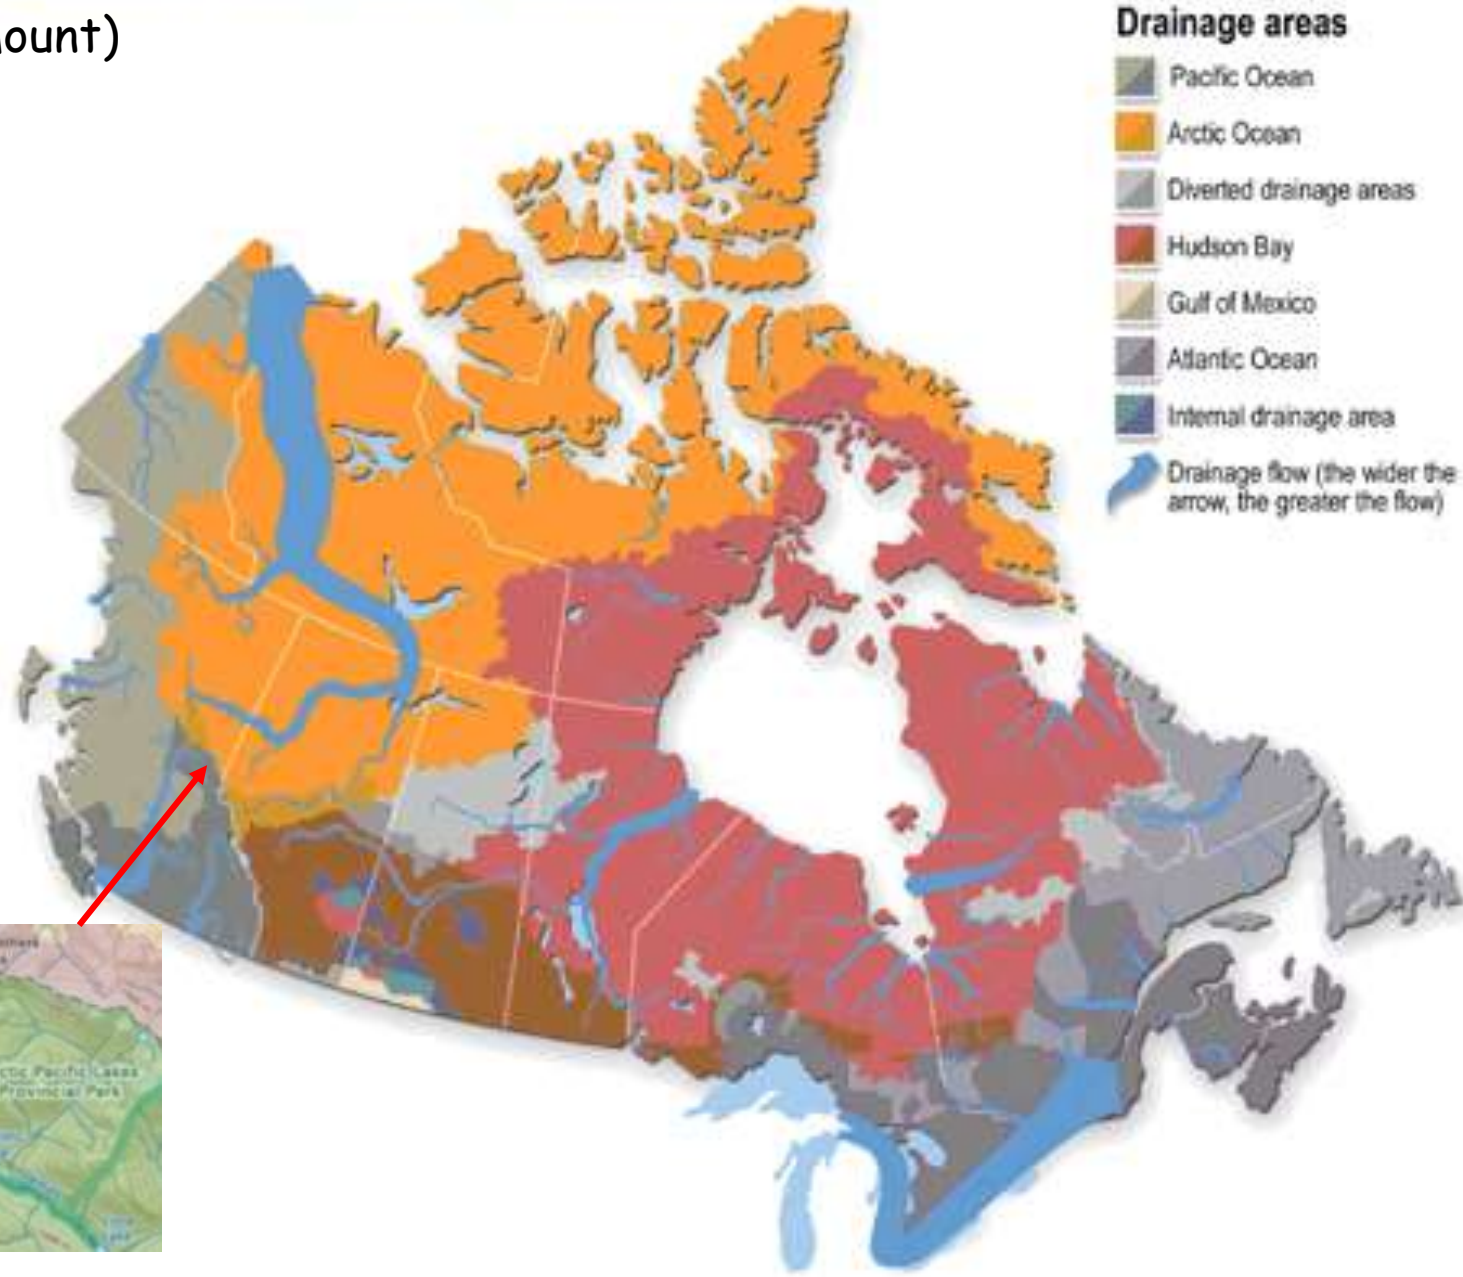 ount)
Drainage areas
Pacific Ocean
Arctic Ocean
Diverted drainage areas
Hudson Bay
Gulf of Mexico
Atlantic Ocean
Internal drainage area
Drainage flow (the wider the
arrow, the greater the flow)
ctic Pacific Lakes
Provincial Park